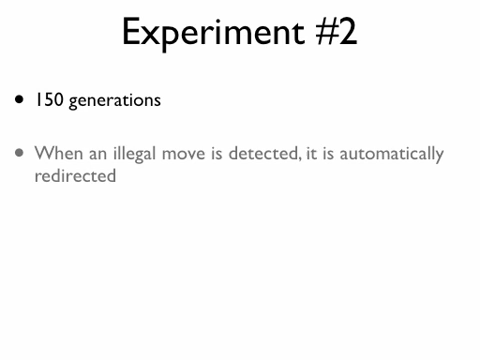 Experiment #2
• 150 generations
• When an illegal move is detected, it is automatically
redirected